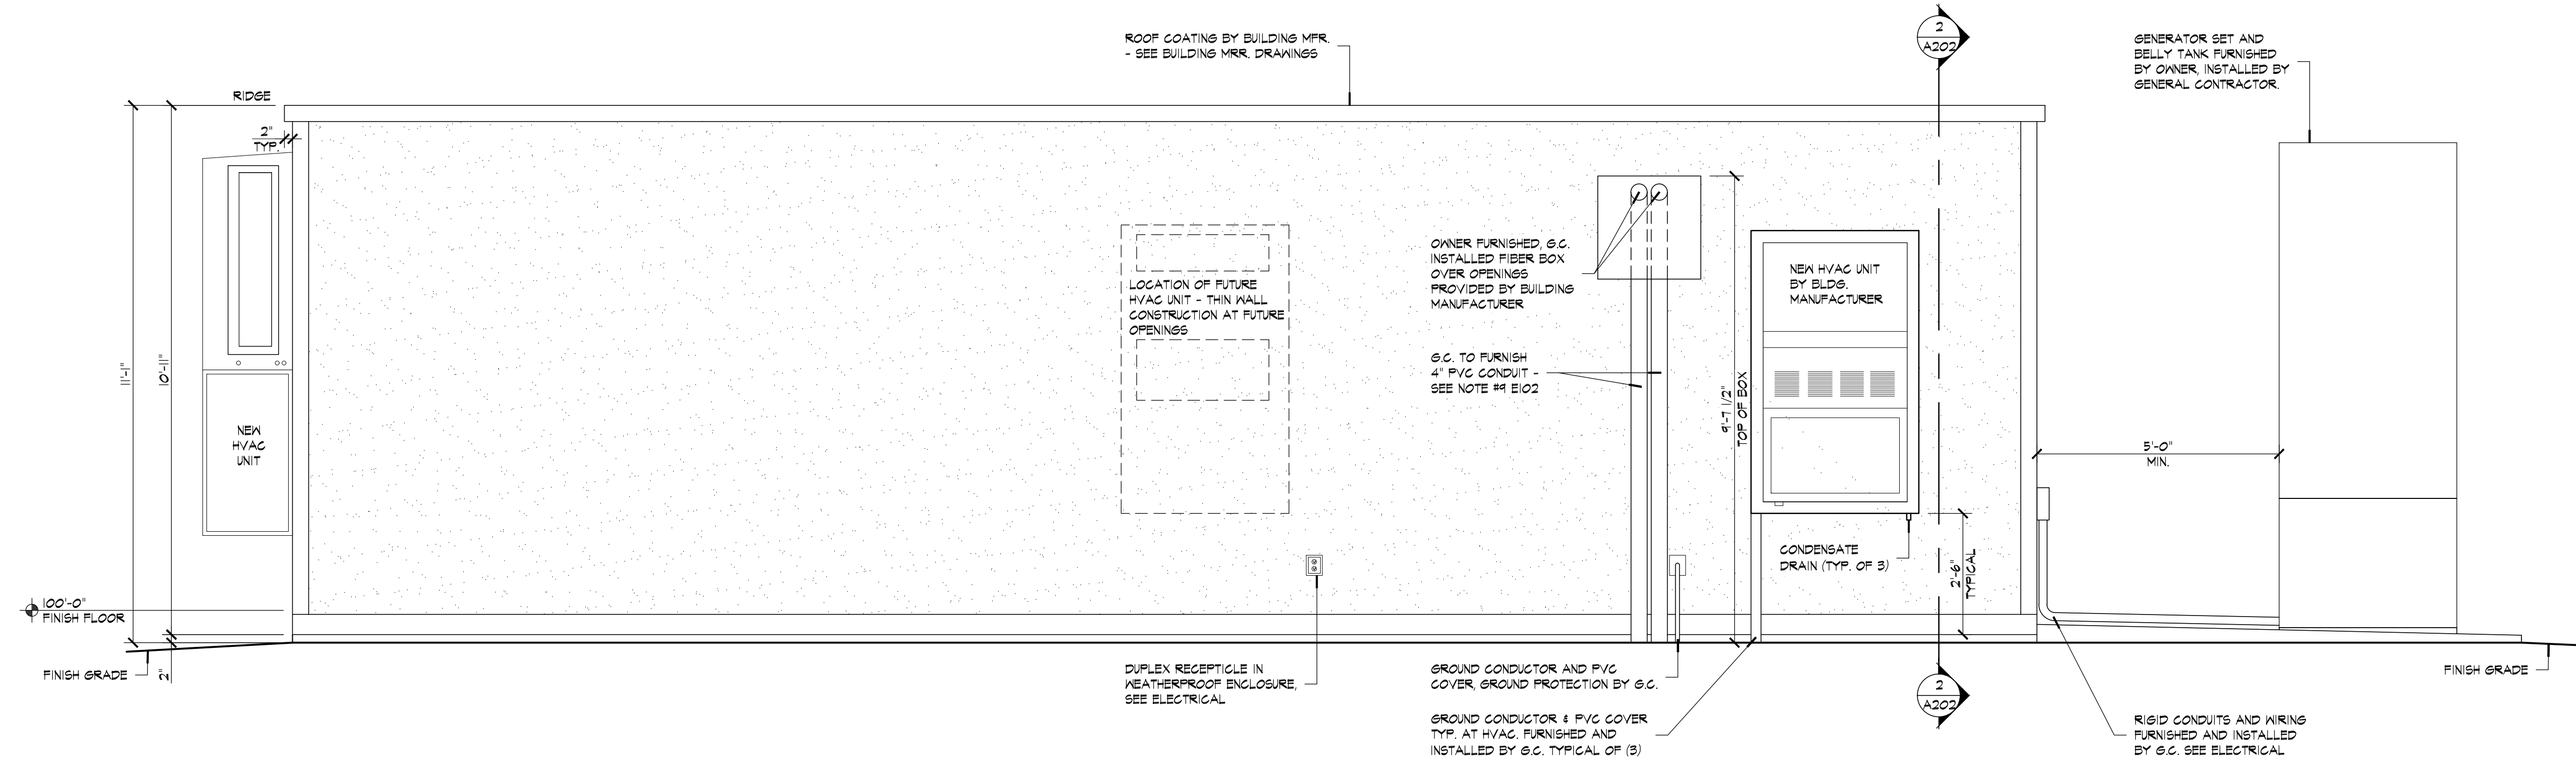 ROOF COATING BY BUILDING MFR.
- SEE BUILDING MRR. DRAWINGS
2
A202
GENERATOR SET AND
BELLY TANK FURNISHED
BY OWNER, INSTALLED BY
GENERAL CONTRACTOR.
RIDGE
2"
TYP.
11'-1"
10'-11"
NEW
HVAC
UNIT
LOCATION OF FUTURE
HVAC UNIT - THIN WALL
CONSTRUCTION AT FUTURE
OPENINGS
OWNER FURNISHED, G.C.
INSTALLED FIBER BOX
OVER OPENINGS
PROVIDED BY BUILDING
MANUFACTURER
G.C. TO FURNISH
4" PVC CONDUIT -
SEE NOTE #9 E102
9'-7 1/2"
TOP OF BOX
NEW HVAC UNIT
BY BLDG.
MANUFACTURER
5'-0"
MIN.
CONDENSATE
DRAIN (TYP. OF 3)
2'-6"
TYPICAL
100'-0"
FINISH FLOOR
FINISH GRADE
2"
DUPLEX RECEPTICLE IN
WEATHERPROOF ENCLOSURE,
SEE ELECTRICAL
GROUND CONDUCTOR AND PVC
COVER, GROUND PROTECTION BY G.C.
GROUND CONDUCTOR & PVC COVER
TYP. AT HVAC. FURNISHED AND
INSTALLED BY G.C. TYPICAL OF (3)
2
A202
RIGID CONDUITS AND WIRING
FURNISHED AND INSTALLED
BY G.C. SEE ELECTRICAL
FINISH GRADE